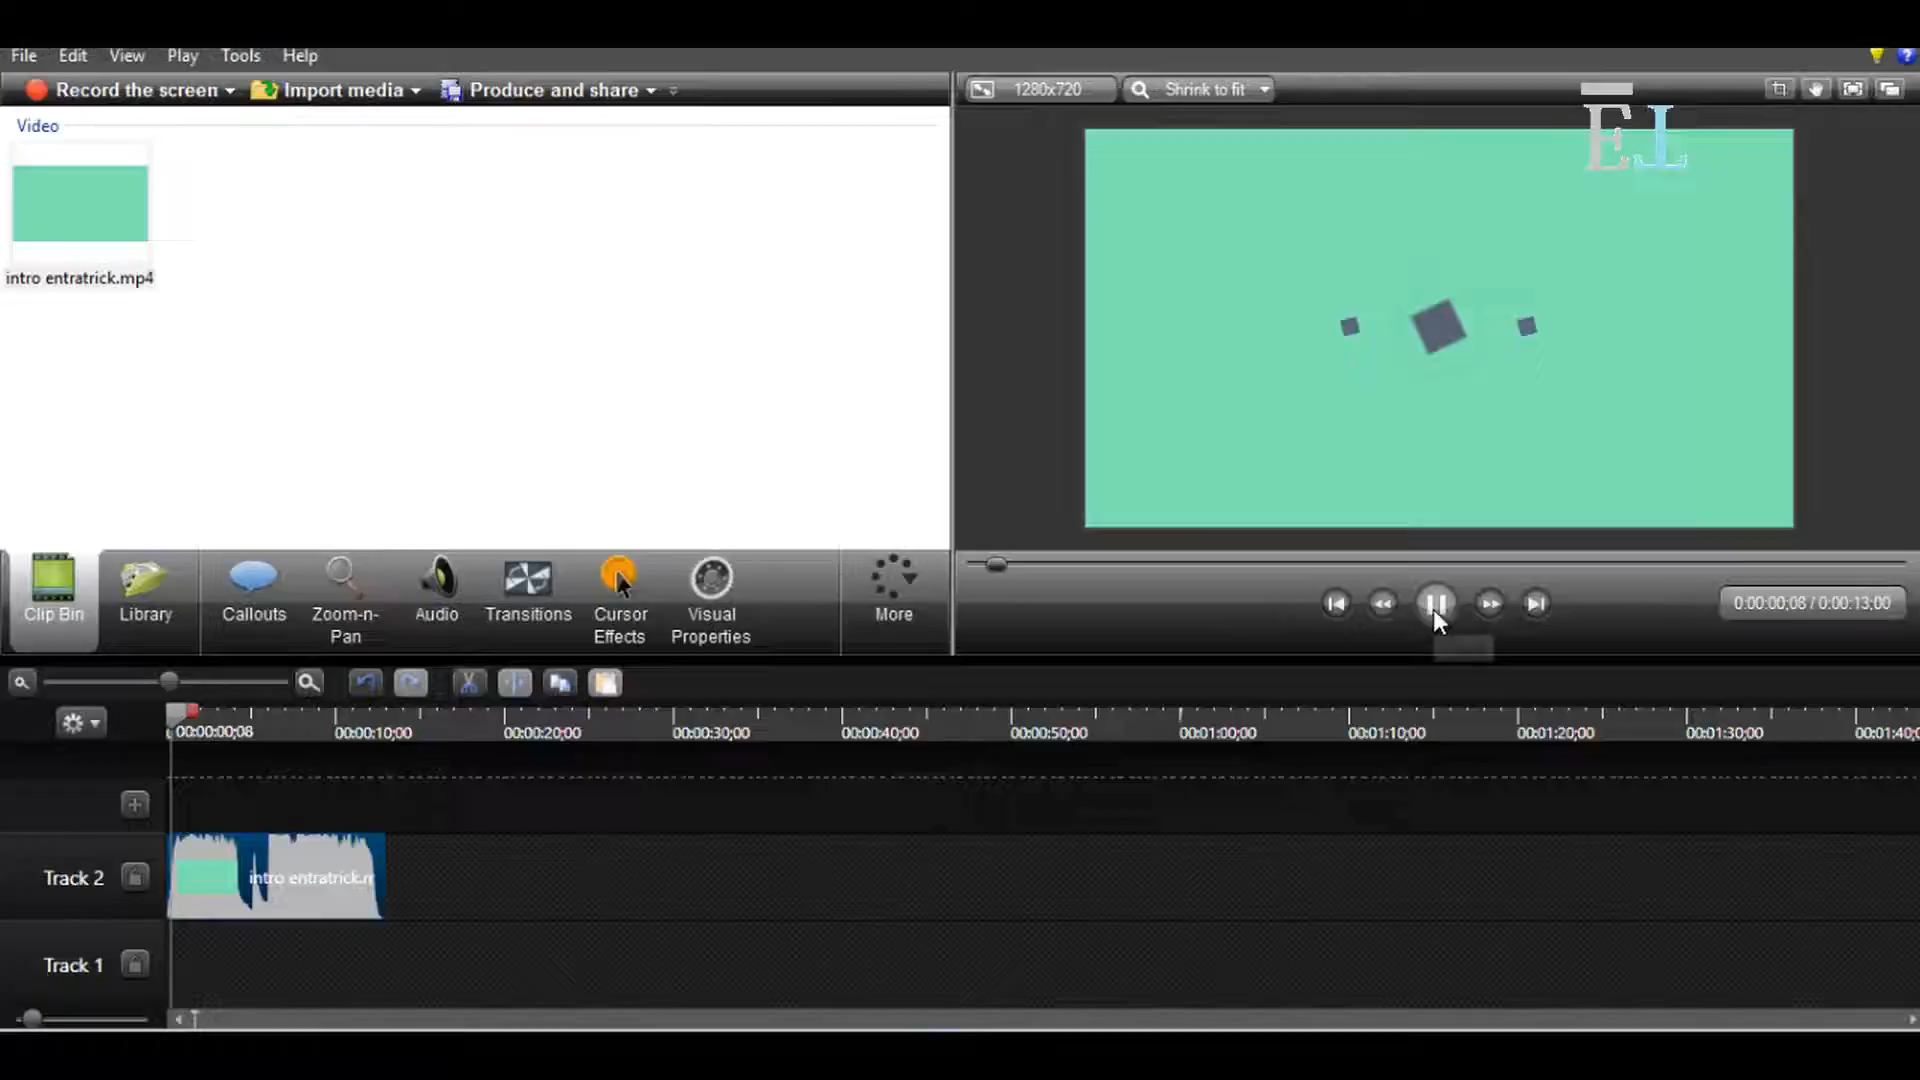 File Edit View Play Tools Help
Record the screen Import media Produce and share
1280x720 Shrink to fit
Video
intro entratrick.mp4
Clip Bin Library Callouts Zoom-n-Pan Audio Transitions Cursor Effects Visual Properties More
0:00:00;08 / 0:00:13;00
00:00:00;08 00:00:10;00 00:00:20;00 00:00:30;00 00:00:40;00 00:00:50;00 00:01:00;00 00:01:10;00 00:01:20;00 00:01:30;00 00:01:40;0
Track 2
intro entratrick.m
Track 1